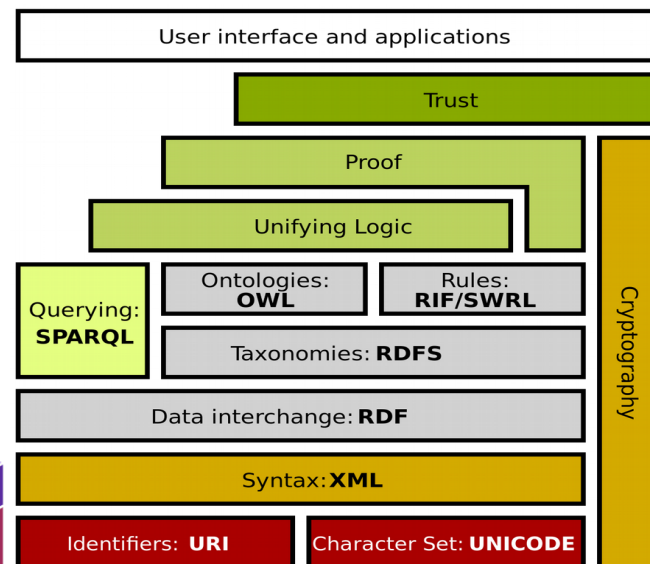 User interface and applications
Trust
Proof
Unifying Logic
Ontologies:
OWL
Rules:
RIF/SWRL
Querying:
SPARQL
Taxonomies: RDFS
Cryptography
Data interchange: RDF
Syntax: XML
Identifiers: URI
Character Set: UNICODE